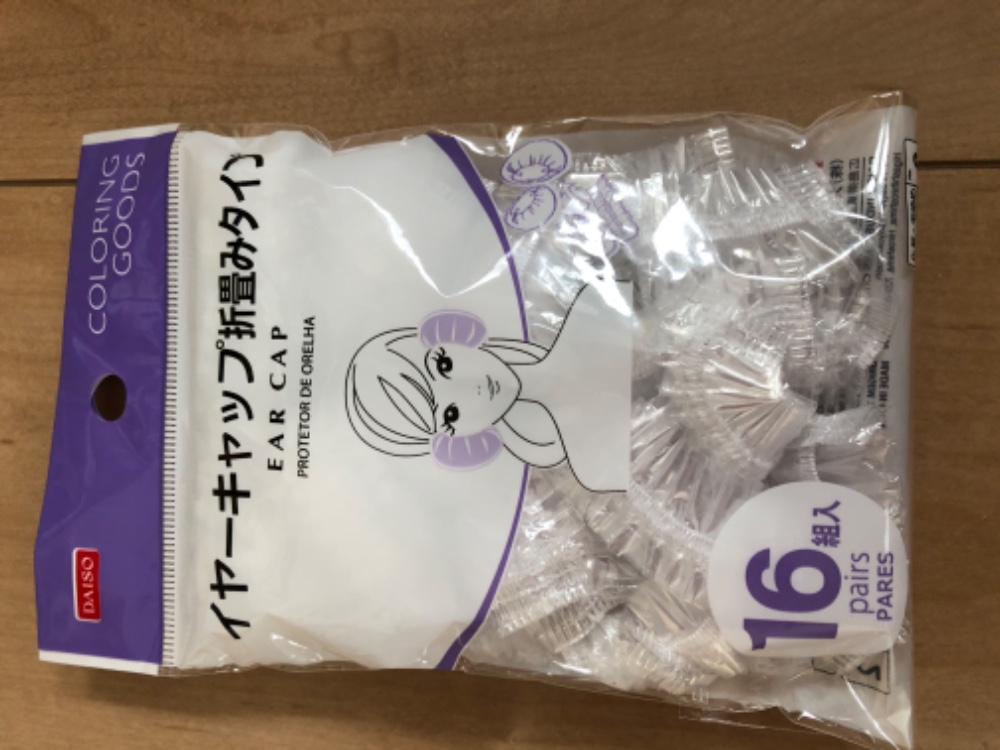 COLORING
GOODS
イヤーキャップ折畳みタイプ
EAR CAP
PROTETOR DE ORELHA
DAISO
16組入
pairs
PARES